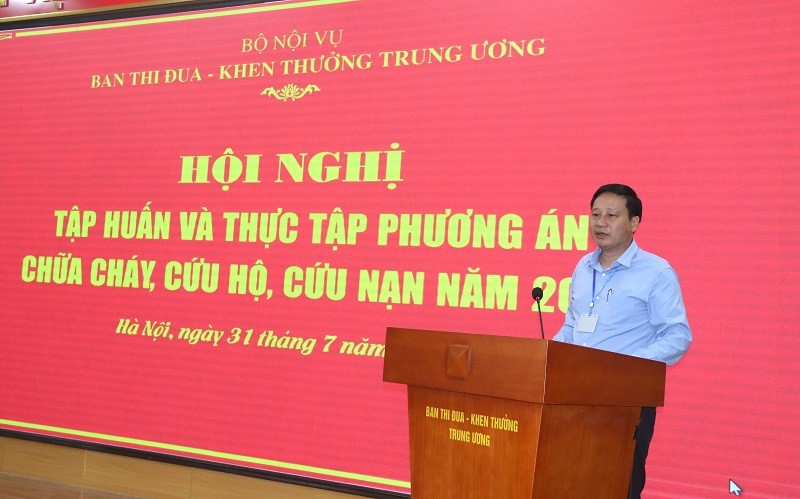 BỘ NỘI VỤ
BAN THI ĐUA - KHEN THƯỞNG TRUNG ƯƠNG
HỘI NGHỊ
TẬP HUẤN VÀ THỰC TẬP PHƯƠNG ÁN
CHỮA CHÁY, CỨU HỘ, CỨU NẠN NĂM 20
Hà Nội, ngày 31 tháng 7 năm
BAN THI ĐUA - KHEN THƯỞNG
TRUNG ƯƠNG